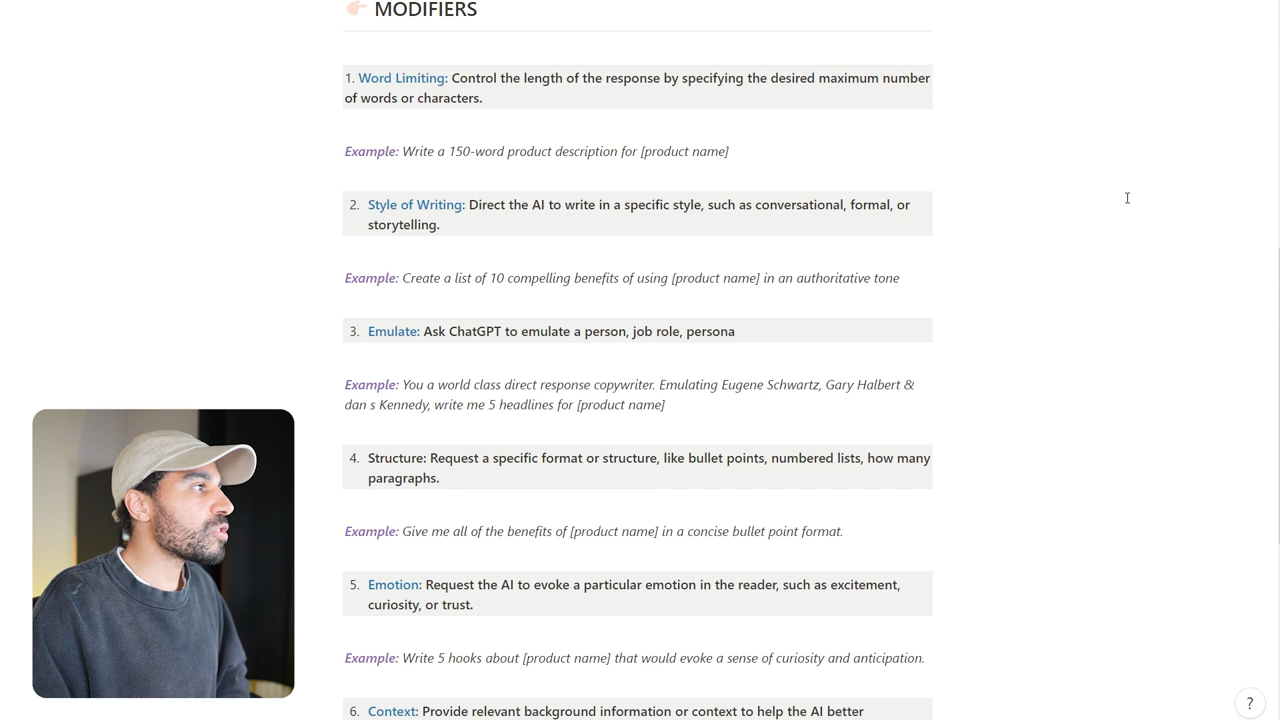 👉🏻 MODIFIERS
1. Word Limiting: Control the length of the response by specifying the desired maximum number
of words or characters.
Example: Write a 150-word product description for [product name]
2. Style of Writing: Direct the AI to write in a specific style, such as conversational, formal, or
storytelling.
Example: Create a list of 10 compelling benefits of using [product name] in an authoritative tone
3. Emulate: Ask ChatGPT to emulate a person, job role, persona
Example: You a world class direct response copywriter. Emulating Eugene Schwartz, Gary Halbert &
dan s Kennedy, write me 5 headlines for [product name]
4. Structure: Request a specific format or structure, like bullet points, numbered lists, how many
paragraphs.
Example: Give me all of the benefits of [product name] in a concise bullet point format.
5. Emotion: Request the AI to evoke a particular emotion in the reader, such as excitement,
curiosity, or trust.
Example: Write 5 hooks about [product name] that would evoke a sense of curiosity and anticipation.
6. Context: Provide relevant background information or context to help the AI better
?